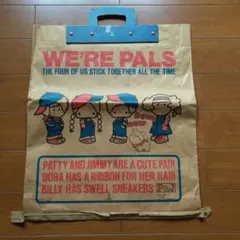 WE'RE PALS
THE FOUR OF US STICK TOGETHER ALL THE TIME
PATTY AND JIMMY ARE A CUTE PAIR
DORA HAS A RIBBON FOR HER HAIR
BILLY HAS SWELL SNEAKERS